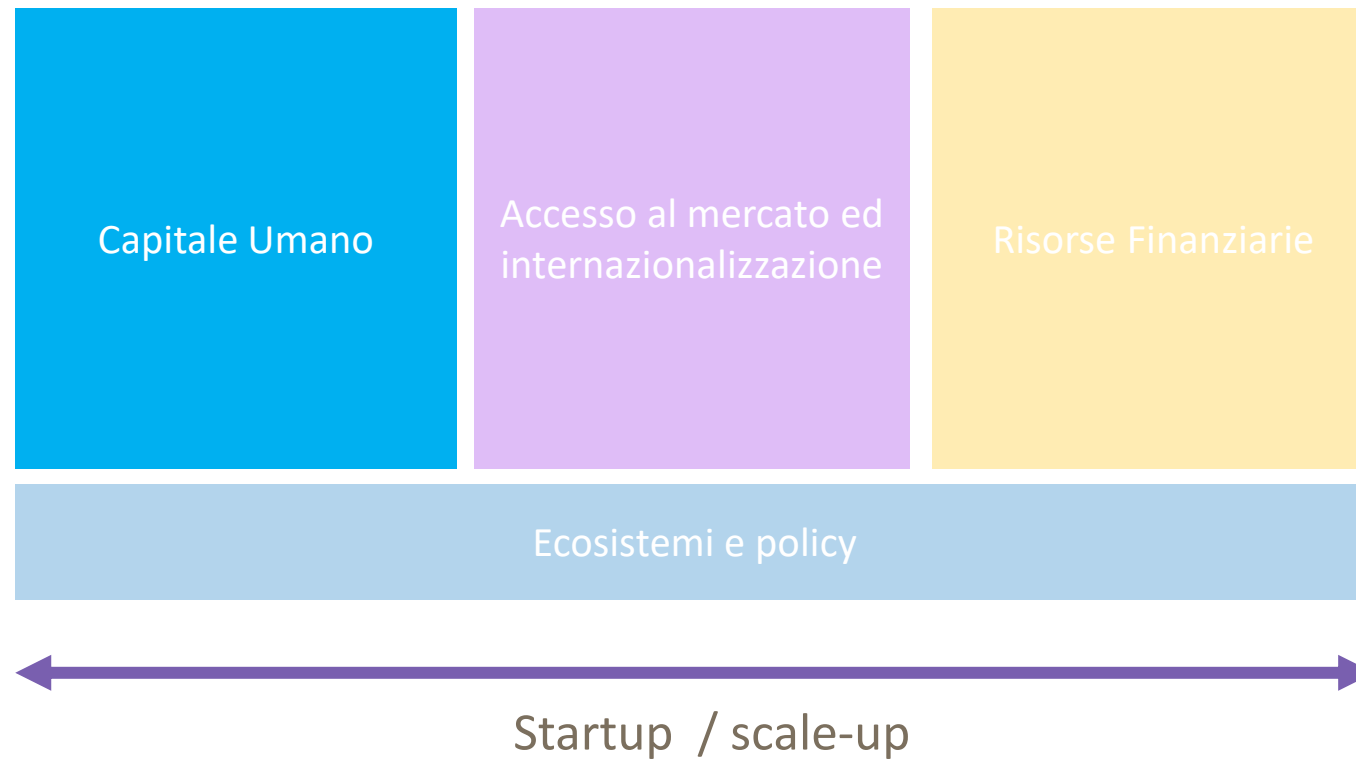 Capitale Umano
Accesso al mercato ed
internazionalizzazione
Risorse Finanziarie
Ecosistemi e policy
Startup / scale-up